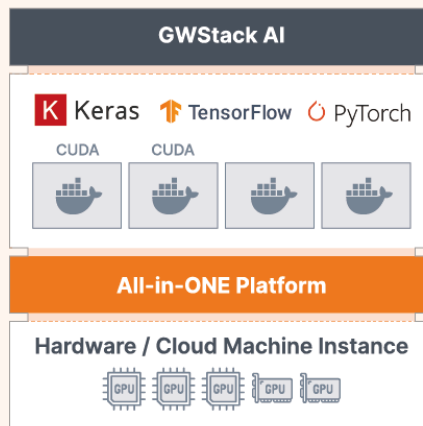 GWStack AI
K Keras TensorFlow PyTorch
CUDA CUDA
All-in-ONE Platform
Hardware / Cloud Machine Instance
GPU GPU GPU GPU GPU